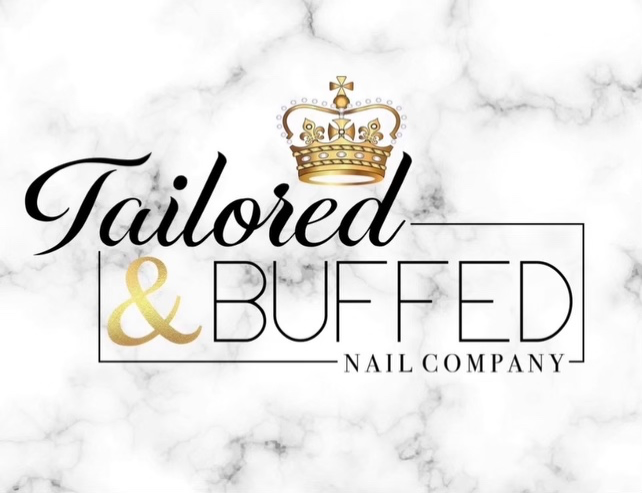 Tailored
& BUFFED
NAIL COMPANY